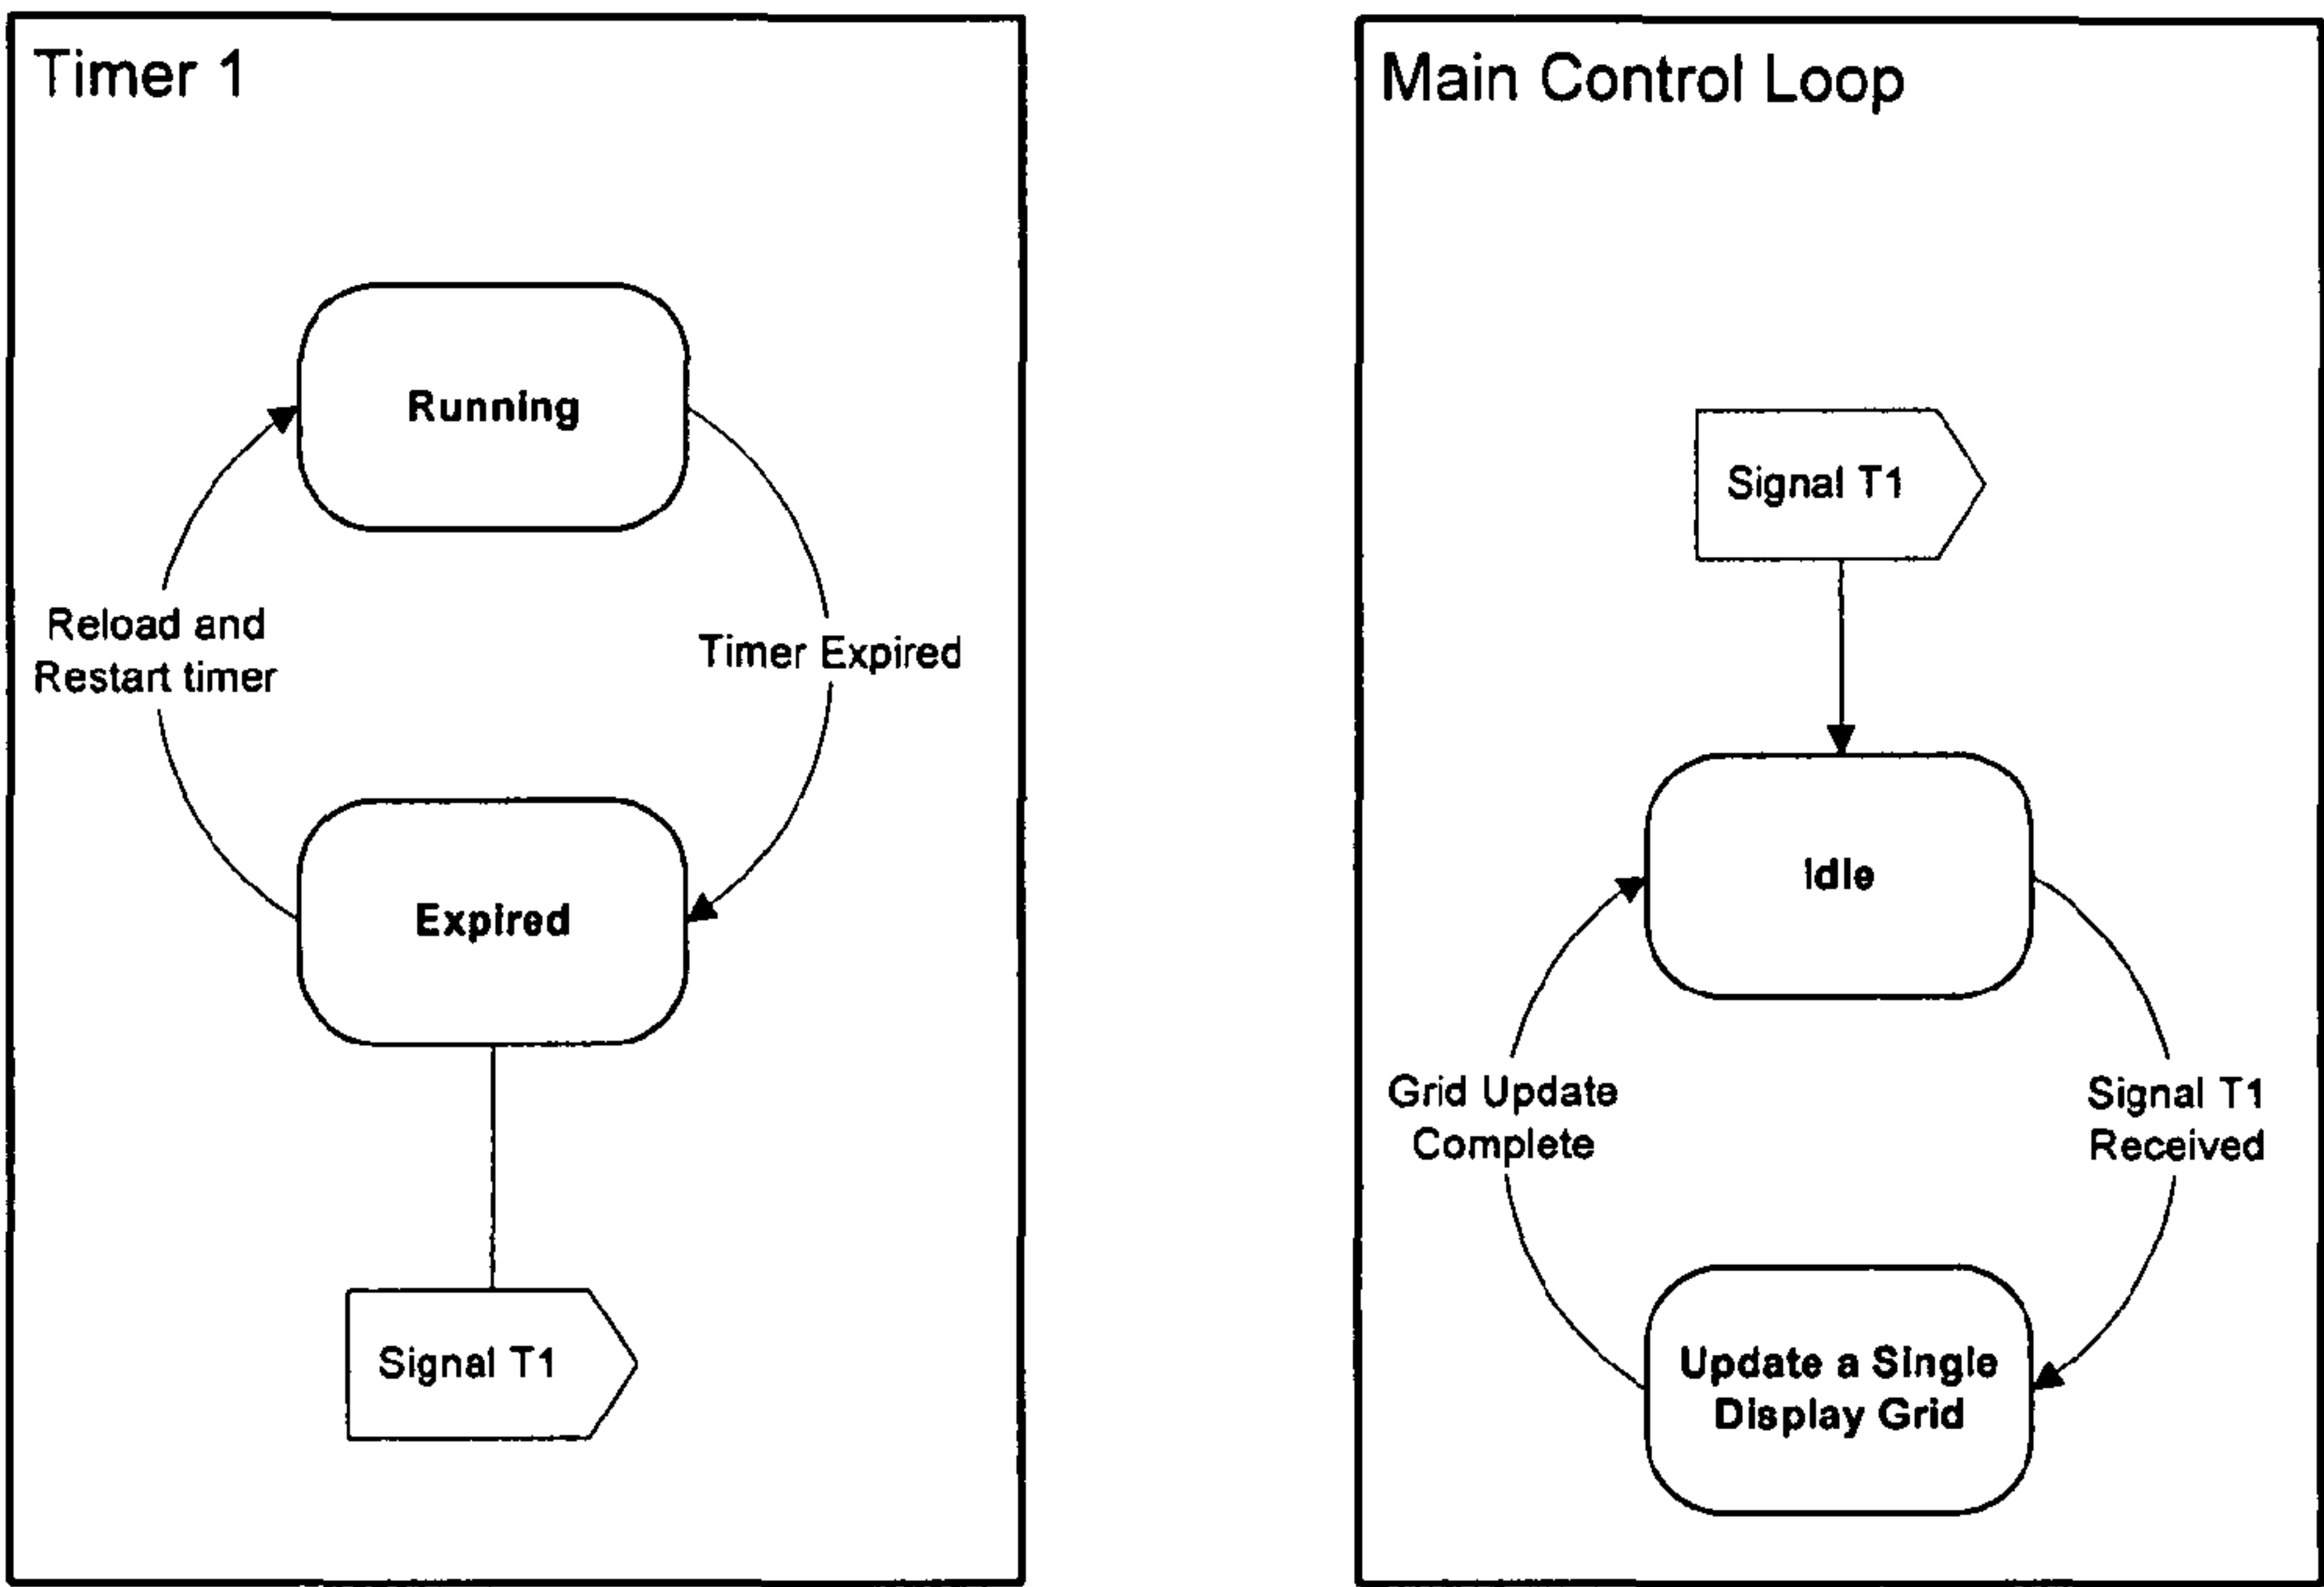 Timer 1
Running
Reload and
Restart timer
Timer Expired
Expired
Signal T1
Main Control Loop
Signal T1
Idle
Grid Update
Complete
Signal T1
Received
Update a Single
Display Grid